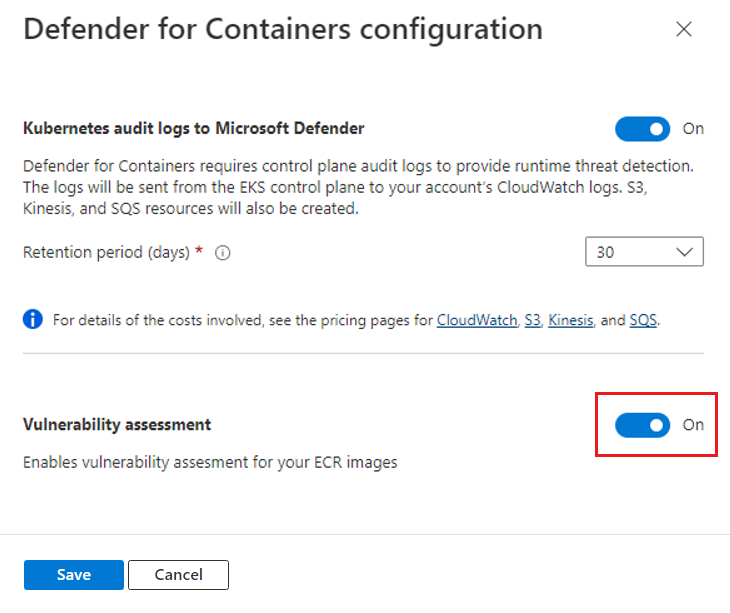 Defender for Containers configuration
Kubernetes audit logs to Microsoft Defender
On
Defender for Containers requires control plane audit logs to provide runtime threat detection.
The logs will be sent from the EKS control plane to your account's CloudWatch logs. S3,
Kinesis, and SQS resources will also be created.
Retention period (days) *
30
For details of the costs involved, see the pricing pages for CloudWatch, S3, Kinesis, and SQS.
Vulnerability assessment
On
Enables vulnerability assesment for your ECR images
Save
Cancel